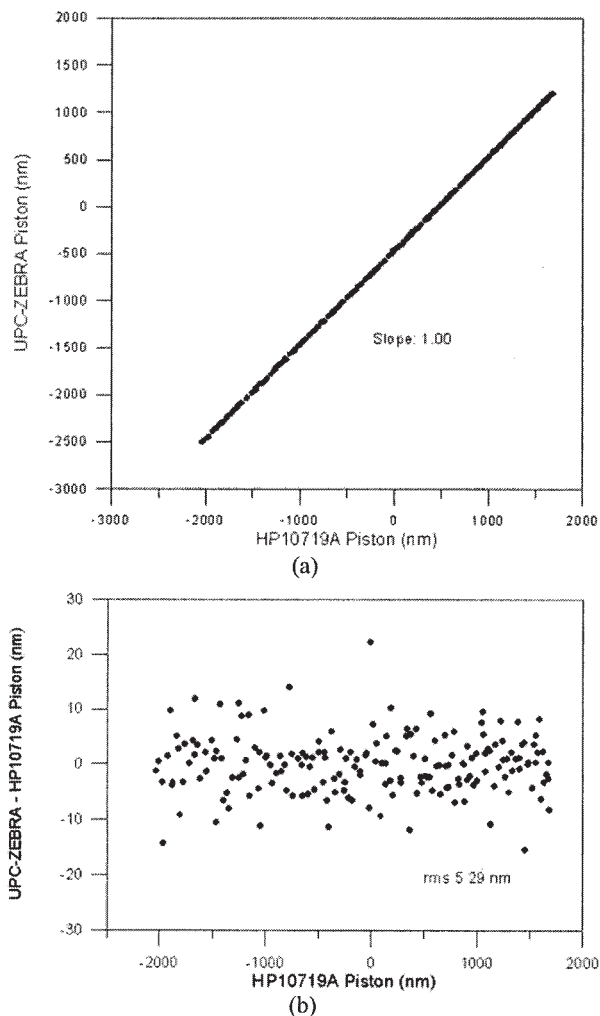 2000
1500
1000
500
0
-500
-1000
-1500
-2000
-2500
-3000
UPC-ZEBRA Piston (nm)
Slope: 1.00
-3000 -2000 -1000 0 1000 2000
HP10719A Piston (nm)
(a)
30
20
10
0
-10
-20
-30
UPC-ZEBRA - HP10719A Piston (nm)
rms 5 29 nm
-2000 -1000 0 1000 2000
HP10719A Piston (nm)
(b)